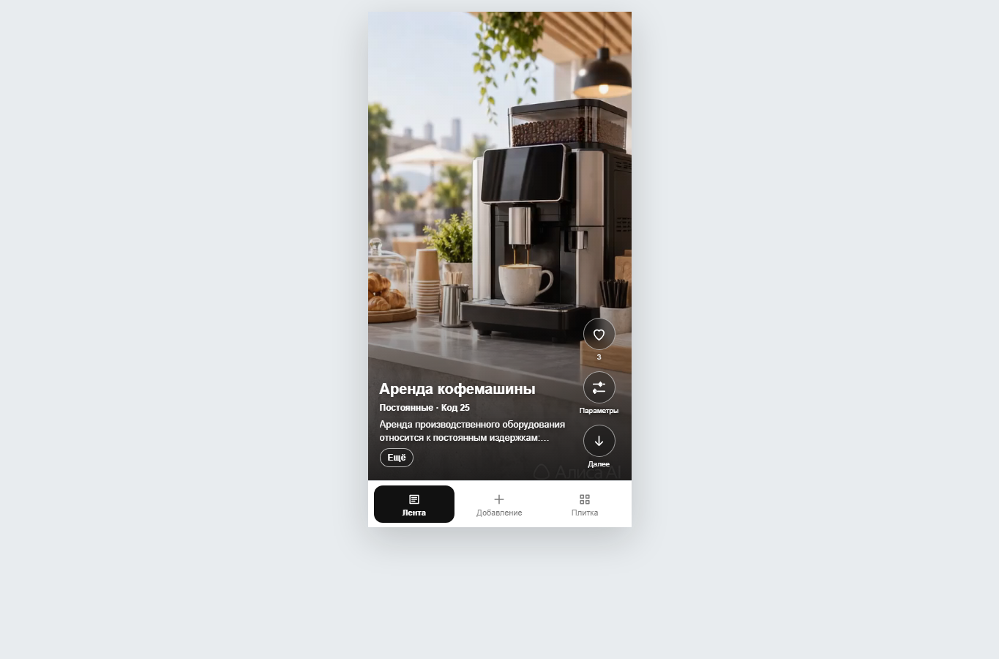 3
Аренда кофемашины
Постоянные · Код 25
Параметры
Аренда производственного оборудования
относится к постоянным издержкам:...
Ещё
Далее
Алиса AI
Лента
Добавление
Плитка